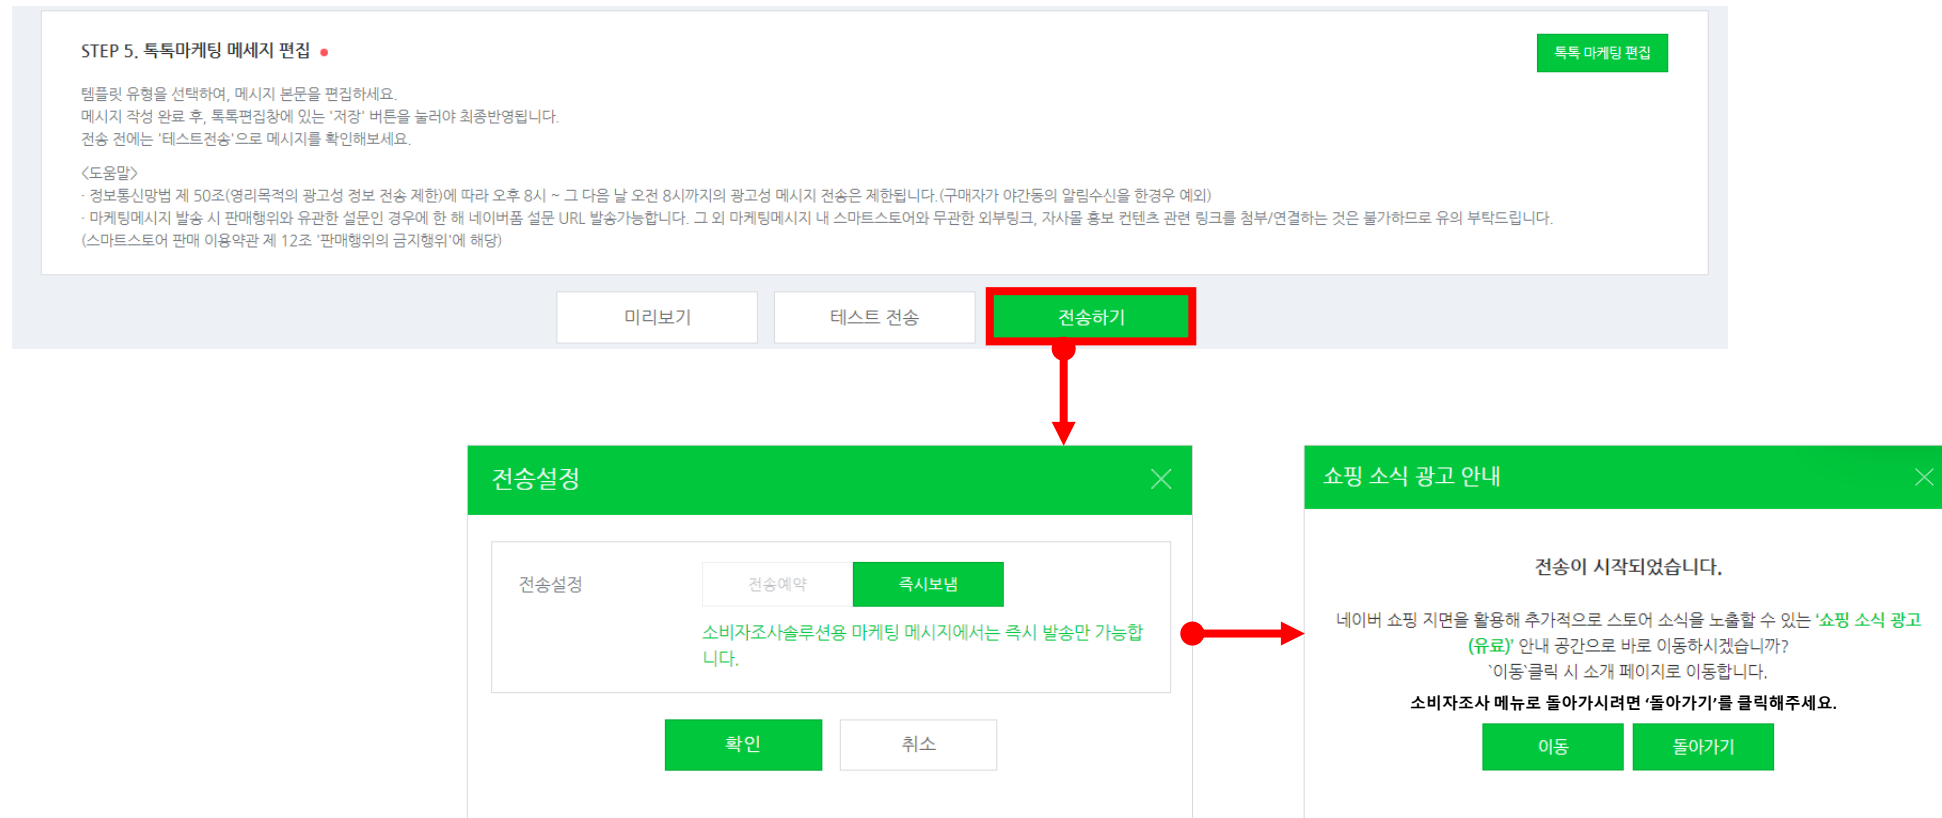 STEP 5. 톡톡마케팅 메세지 편집
톡톡 마케팅 편집
템플릿 유형을 선택하여, 메시지 본문을 편집하세요.
메시지 작성 완료 후, 톡톡편집창에 있는 '저장' 버튼을 눌러야 최종반영됩니다.
전송 전에는 '테스트전송'으로 메시지를 확인해보세요.
<도움말>
· 정보통신망법 제 50조(영리목적의 광고성 정보 전송 제한)에 따라 오후 8시 ~ 그 다음 날 오전 8시까지의 광고성 메시지 전송은 제한됩니다.(구매자가 야간동의 알림수신을 한경우 예외)
· 마케팅메시지 발송 시 판매행위와 유관한 설문인 경우에 한 해 네이버폼 설문 URL 발송가능합니다. 그 외 마케팅메시지 내 스마트스토어와 무관한 외부링크, 자사몰 홍보 컨텐츠 관련 링크를 첨부/연결하는 것은 불가하므로 유의 부탁드립니다.
(스마트스토어 판매 이용약관 제 12조 '판매행위의 금지행위'에 해당)
미리보기
테스트 전송
전송하기
전송설정
전송설정
전송예약
즉시보냄
소비자조사솔루션용 마케팅 메시지에서는 즉시 발송만 가능합
니다.
확인
취소
쇼핑 소식 광고 안내
전송이 시작되었습니다.
네이버 쇼핑 지면을 활용해 추가적으로 스토어 소식을 노출할 수 있는 '쇼핑 소식 광고
(유료)' 안내 공간으로 바로 이동하시겠습니까?
`이동`클릭 시 소개 페이지로 이동합니다.
소비자조사 메뉴로 돌아가시려면 ‘돌아가기’를 클릭해주세요.
이동
돌아가기